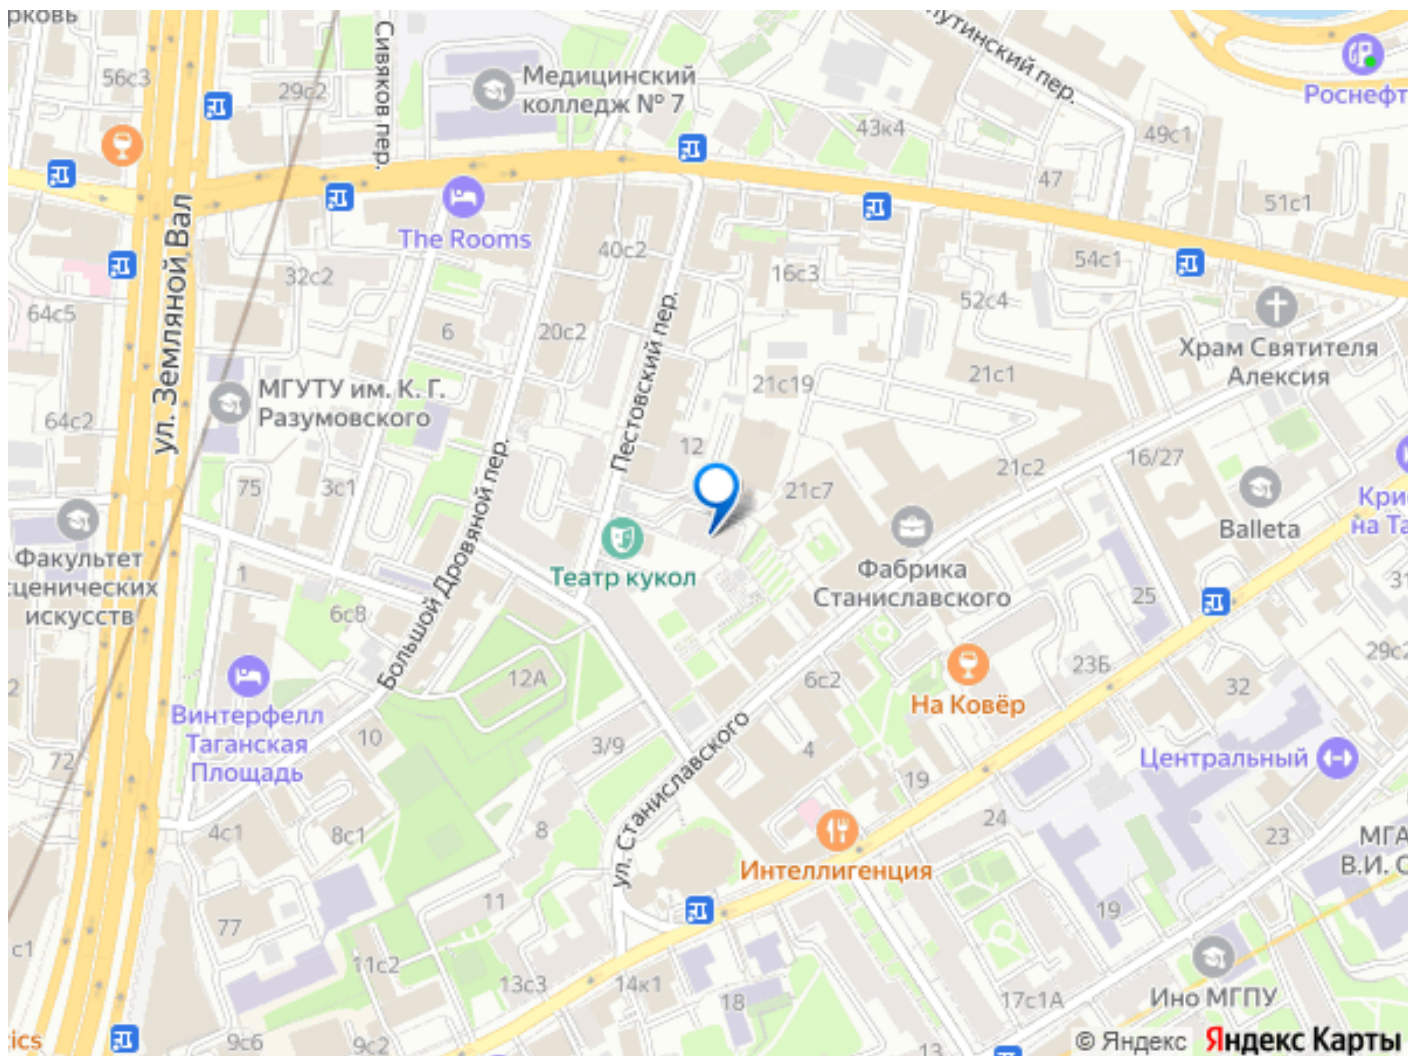 рковь
56с3
Сивяков пер.
29с2
Медицинский
колледж № 7
путинский пер.
Роснефт
43к4
49с1
47
51с1
ул. Земляной Вал
The Rooms
40с2
16с3
54с1
32с2
52с4
64с5
6
20с2
Пестовский пер.
Храм Святителя
Алексия
МГУТУ им. К. Г.
Разумовского
21с19
21с1
64с2
12
Большой Дровяной пер.
75
3с1
21с7
21с2
16/27
Balleta
Кри
на Та
Факультет
сценических
искусств
Театр кукол
Фабрика
Станиславского
1
6с8
25
31
12А
6с2
На Ковёр
23Б
32
29с2
2
Винтерфелл
Таганская
Площадь
10
3/9
ул. Станиславского
4
19
Центральный
72
4с1
8с1
8
Интеллигенция
24
23
МГА
В.И. С
11
77
19
с1
11с2
13с3
14к1
18
17с1А
Ино МГПУ
ics
9с6
9с2
13
© Яндекс Яндекс Карты